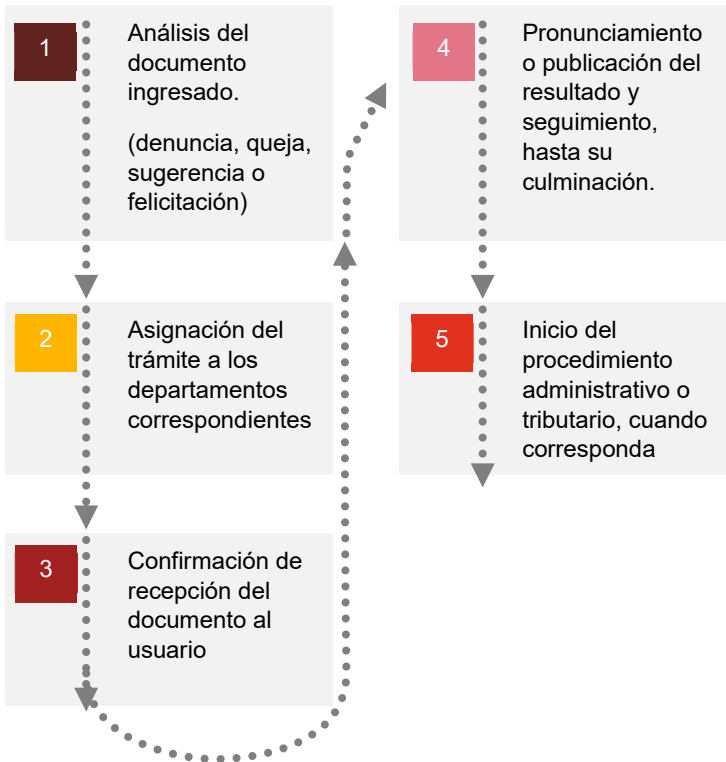 1
Análisis del
documento
ingresado.
(denuncia, queja,
sugerencia o
felicitación)
2
Asignación del
trámite a los
departamentos
correspondientes
3
Confirmación de
recepción del
documento al
usuario
4
Pronunciamiento
o publicación del
resultado y
seguimiento,
hasta su
culminación.
5
Inicio del
procedimiento
administrativo o
tributario, cuando
corresponda